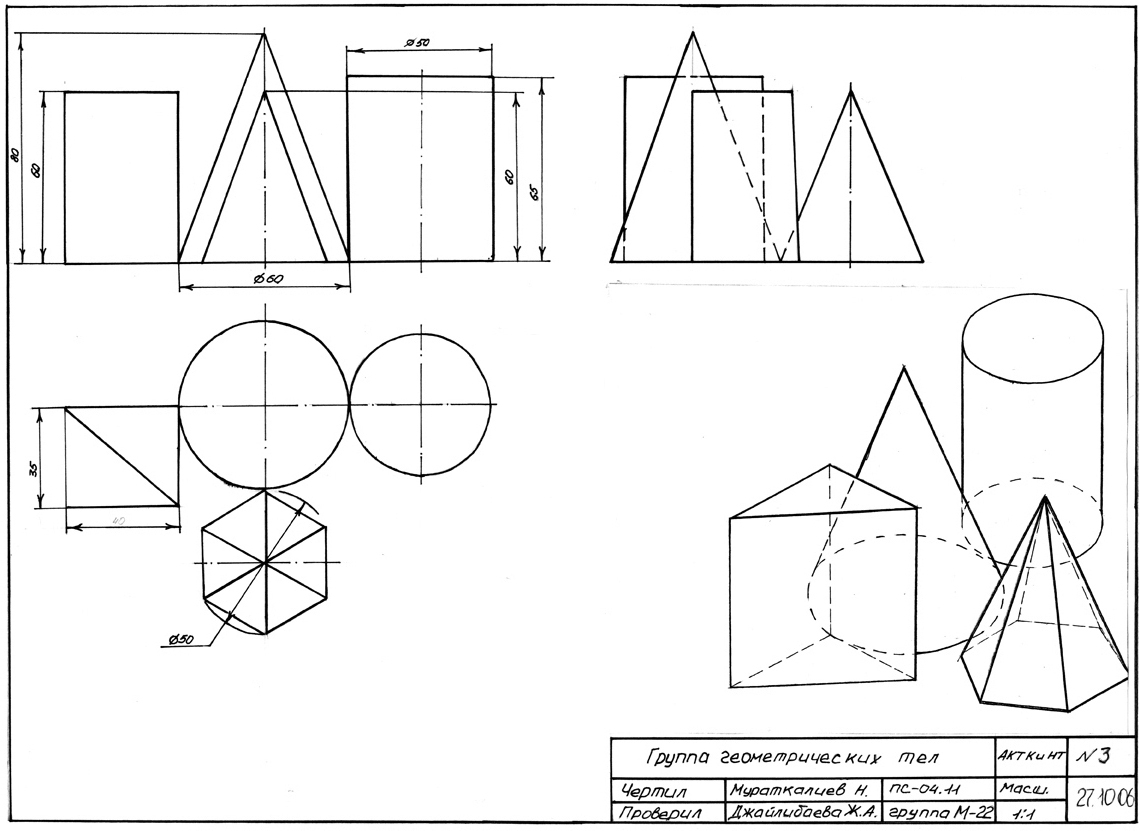 Ø50
80
60
60
65
Ø60
35
40
Ø50
Группа геометрических тел АКТКиНТ N3
Чертил Мураткалиев Н. ПС-04.11 Масш. 27.10.06
Проверил Джайлибаева Ж.А. группа М-22 1:1